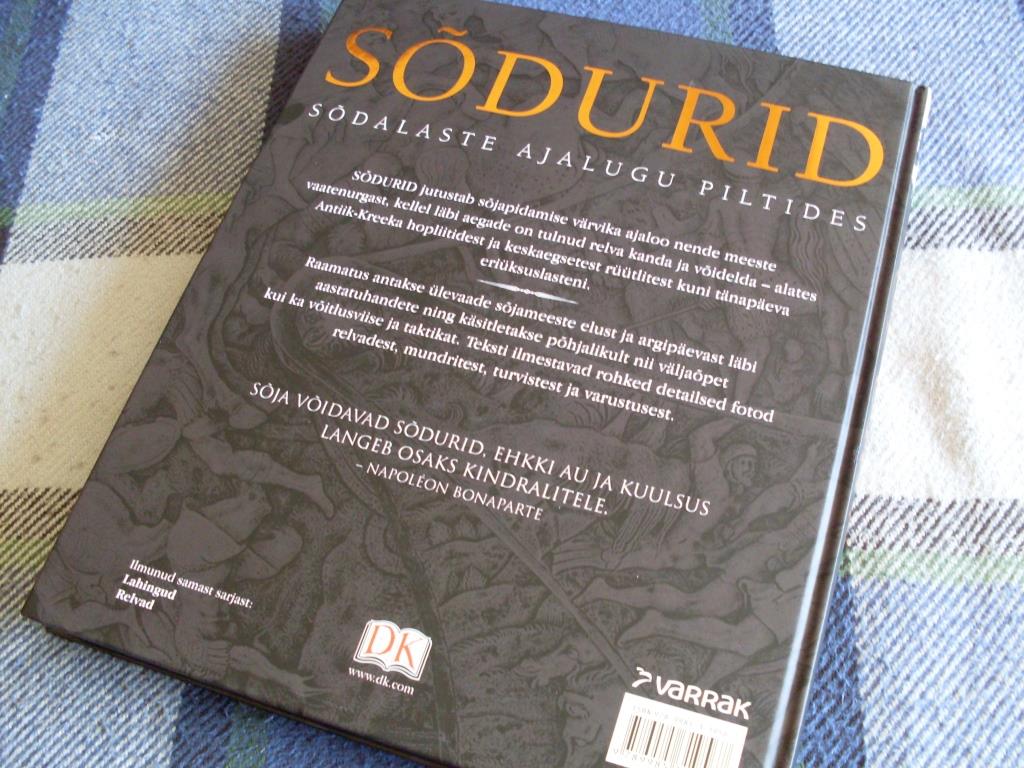 SÕDURID
SÕDALASTE AJALUGU PILTIDES
SÕDURID jutustab sõjapidamise värvika ajaloo nende meeste
vaatenurgast, kellel läbi aegade on tulnud relva kanda ja võidelda – alates
Antiik-Kreeka hopliitidest ja keskaegsetest rüütlitest kuni tänapäeva
eriüksuslasteni.
Raamatus antakse ülevaade sõjameeste elust ja argipäevast läbi
aastatuhandete ning käsitletakse põhjalikult nii väljaõpet
kui ka võitlusviise ja taktikat. Teksti ilmestavad rohked detailsed fotod
relvadest, mundritest, turvistest ja varustusest.
SÕJA VÕIDAVAD SÕDURID, EHKKI AU JA KUULSUS
LANGEB OSAKS KINDRALITELE.
– NAPOLEON BONAPARTE
Ilmunud samast sarjast:
Lahingud
Relvad
DK
www.dk.com
VARRAK